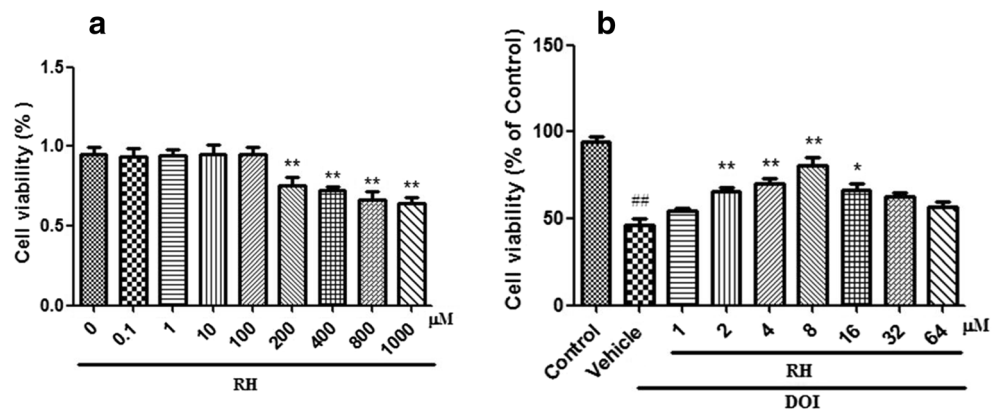 a
Cell viability (% )
1.5
1.0
0.5
0.0
**
**
**
**
0 0.1 1 10 100 200 400 800 1000 μM
RH
b
Cell viability (% of Control)
150
100
50
0
##
**
**
**
*
Control Vehicle 1 2 4 8 16 32 64 μM
RH
DOI